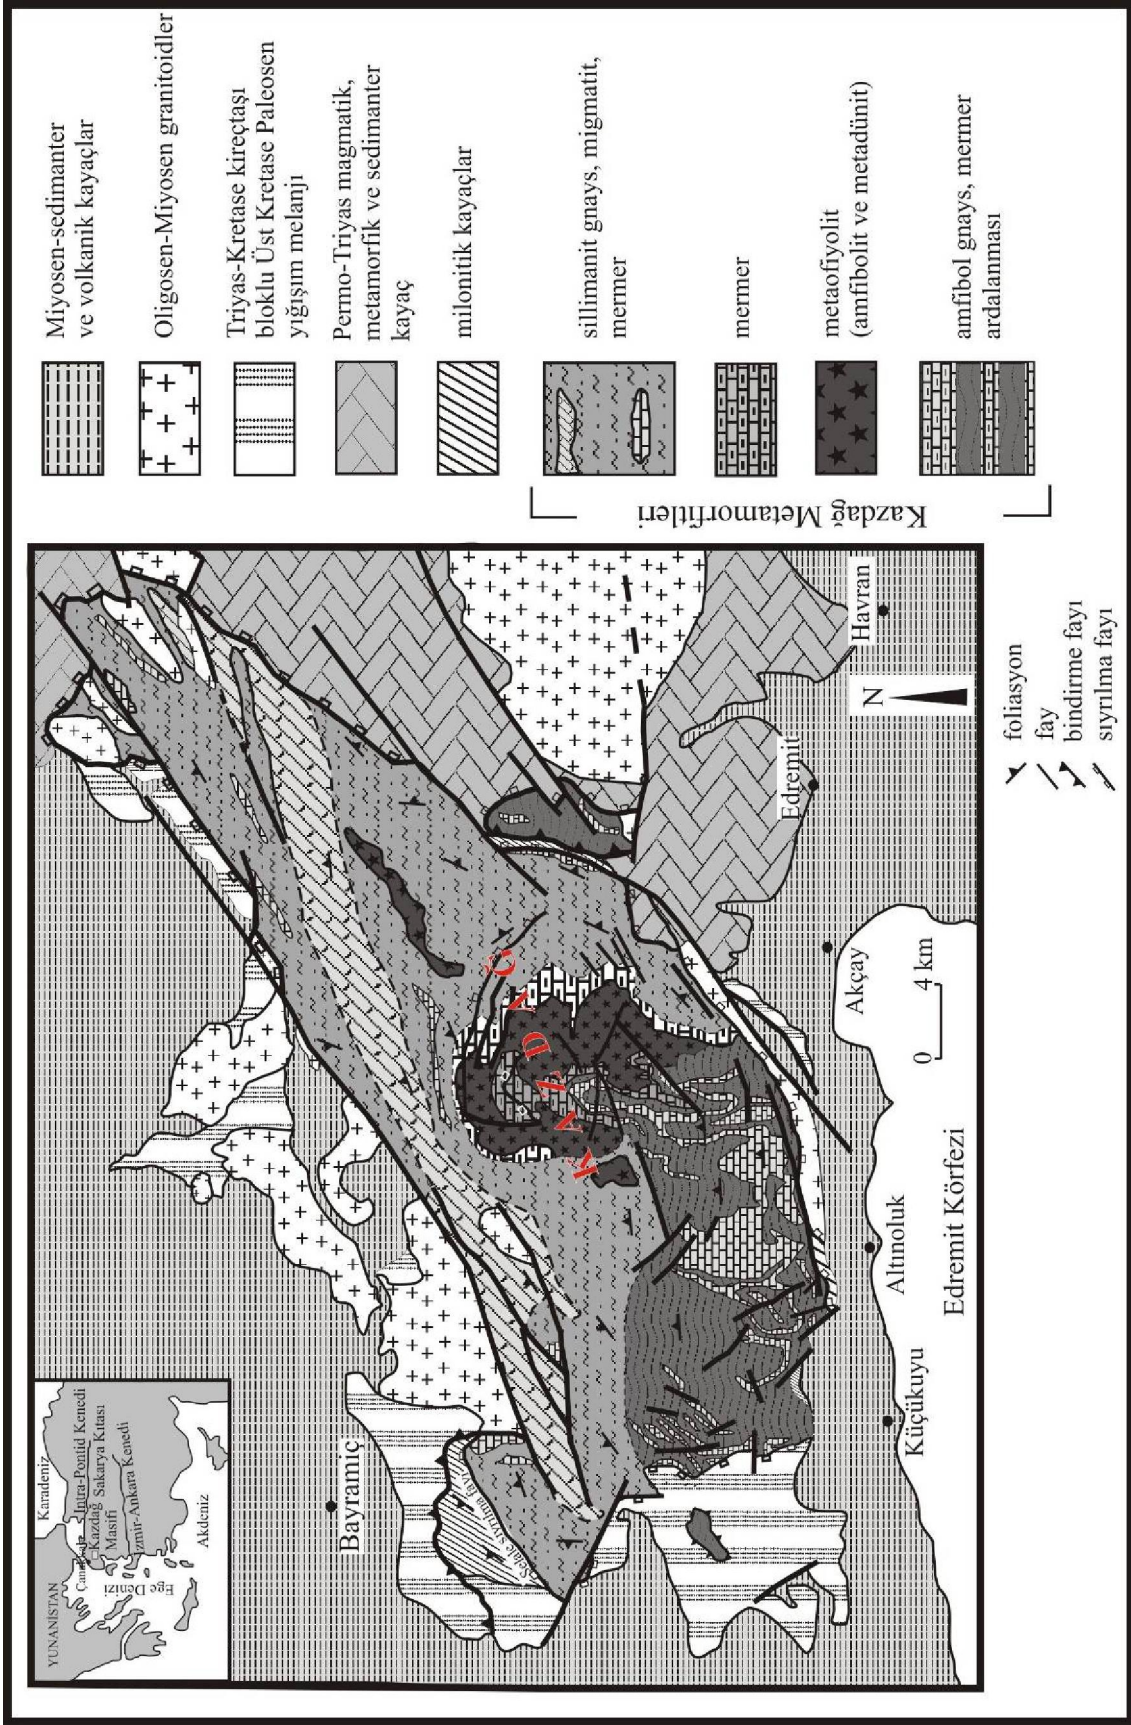 YUNANİSTAN
Karadeniz
Intra-Pontid Kenedi
Kazdağ
Masifi
Sakarya Kıtası
İzmir-Ankara Kenedi
Ege Denizi
Akdeniz
Bayramiç
K A Z D A Ğ
Küçükuyu
Altınoluk
Edremit Körfezi
Akçay
Edremit
Havran
0 4 km
N
Miyosen-sedimanter
ve volkanik kayaçlar
Oligosen-Miyosen granitoidler
Triyas-Kretase kireçtaşı
bloklu Üst Kretase Paleosen
yığışım melanjı
Permo-Triyas magmatik,
metamorfik ve sedimanter
kayaç
milonitik kayaçlar
Kazdağ Metamorfitleri
sillimanit gnays, migmatit,
mermer
mermer
metaofiyolit
(amfibolit ve metadünit)
amfibol gnays, mermer
ardalanması
foliasyon
fay
bindirme fayı
sıyrılma fayı